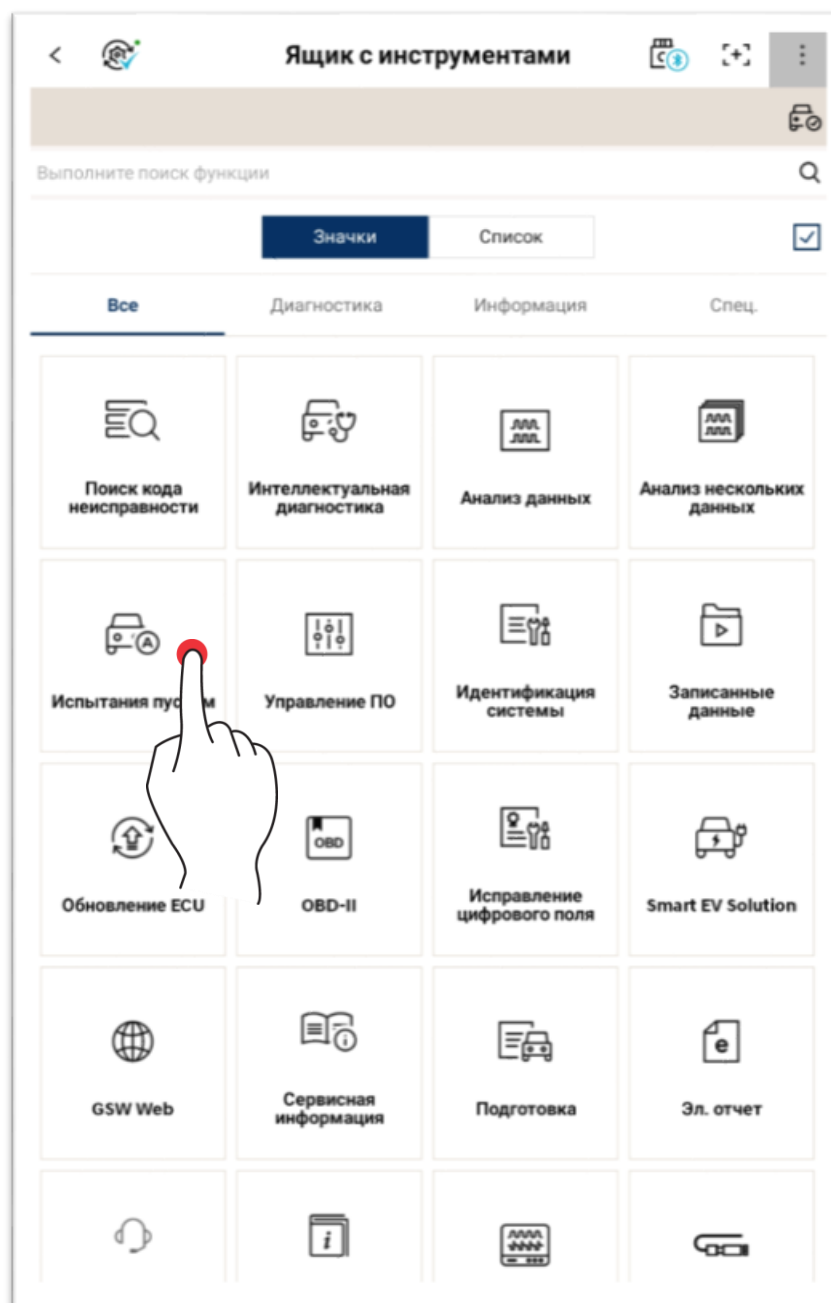 Ящик с инструментами
Выполните поиск функции
Значки
Список
Все
Диагностика
Информация
Спец.
Поиск кода
неисправности
Интеллектуальная
диагностика
Анализ данных
Анализ нескольких
данных
Испытания
Управление ПО
Идентификация
системы
Записанные
данные
Обновление ECU
OBD
OBD-II
Исправление
цифрового поля
Smart EV Solution
GSW Web
Сервисная
информация
Подготовка
Эл. отчет